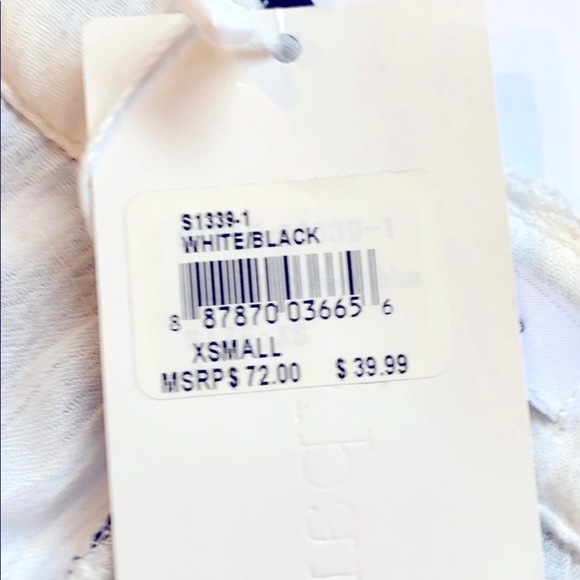 S1339-1
WHITE/BLACK
8 87870 03665 6
XSMALL
MSRP$ 72.00 $ 39.99